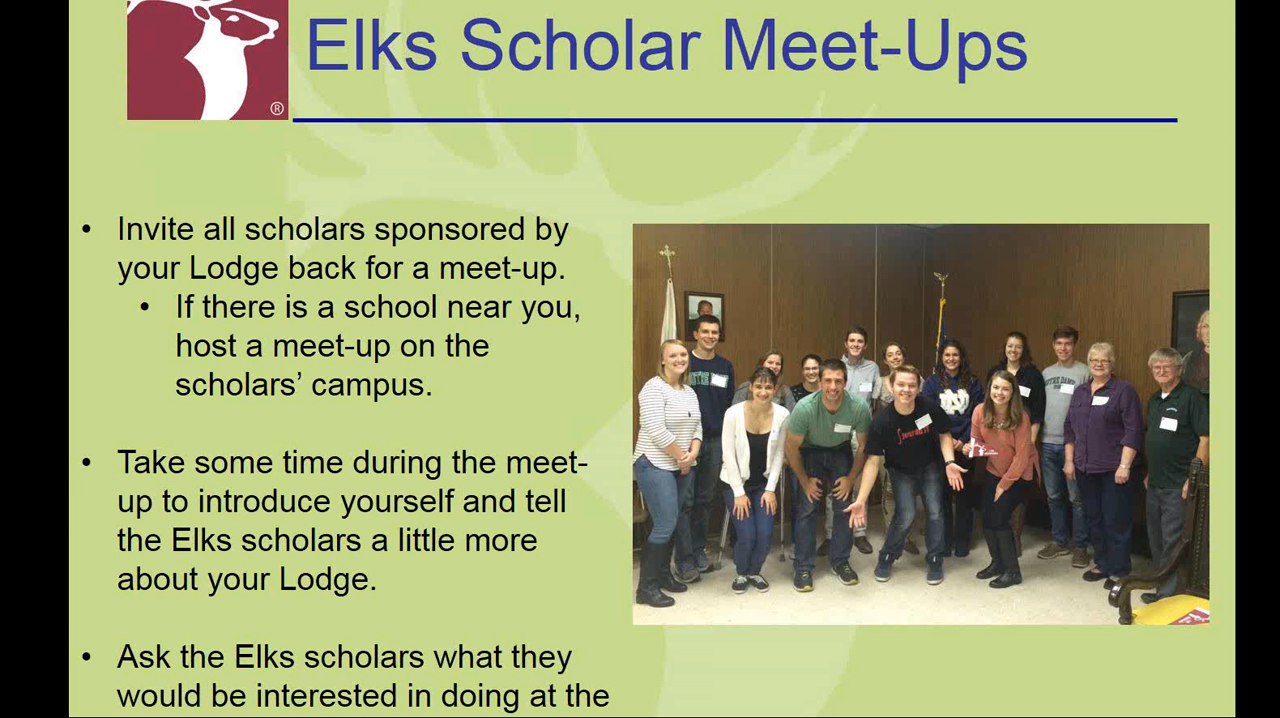 Elks Scholar Meet-Ups
®
• Invite all scholars sponsored by
your Lodge back for a meet-up.
• If there is a school near you,
host a meet-up on the
scholars’ campus.
• Take some time during the meet-
up to introduce yourself and tell
the Elks scholars a little more
about your Lodge.
• Ask the Elks scholars what they
would be interested in doing at the